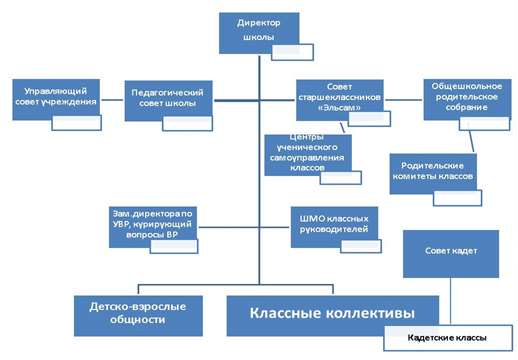 Директор
школы
Управляющий
совет учреждения
Педагогический
совет школы
Совет
старшеклассников
«Эльсам»
Общешкольное
родительское
собрание
Центры
ученического
самоуправления
классов
Родительские
комитеты классов
Зам.директора по
УВР, курирующий
вопросы ВР
ШМО классных
руководителей
Совет кадет
Детско-взрослые
общности
Классные коллективы
Кадетские классы